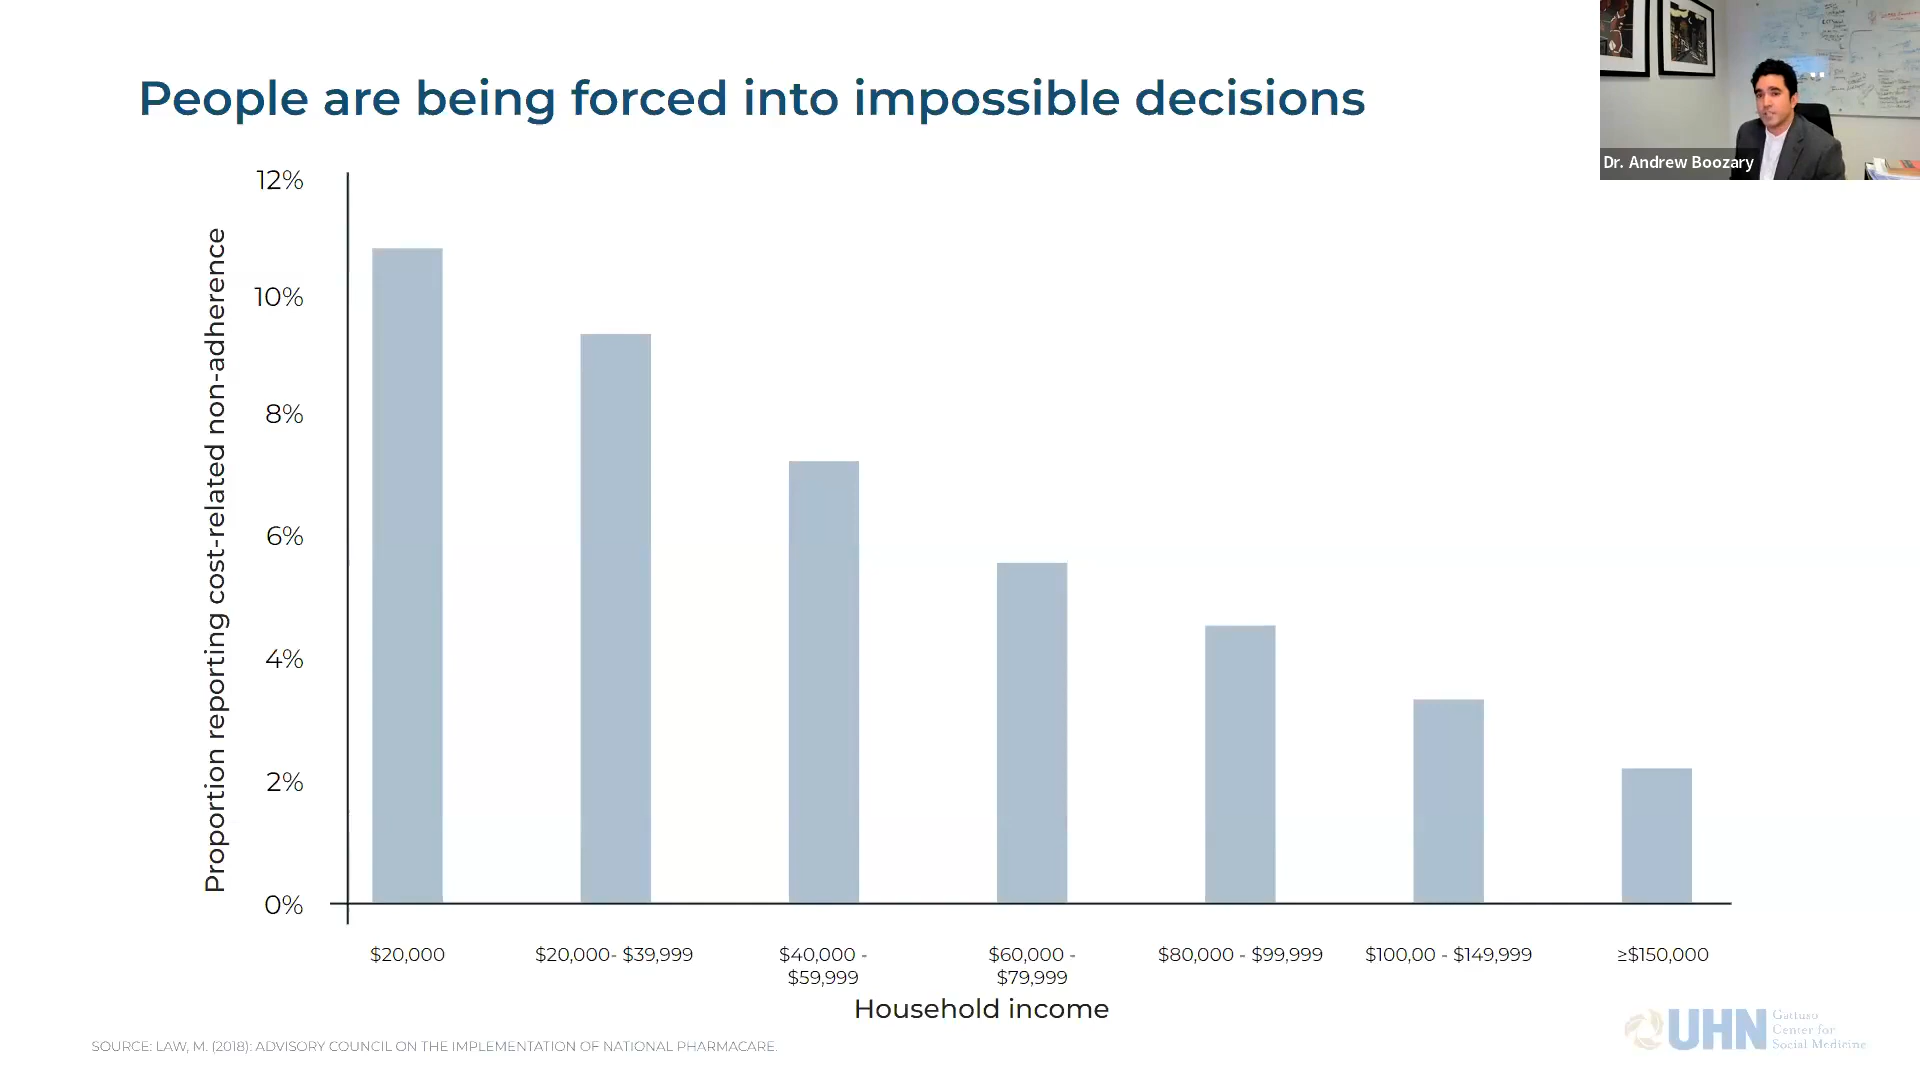 People are being forced into impossible decisions
Dr. Andrew Boozary
Proportion reporting cost-related non-adherence
12%
10%
8%
6%
4%
2%
0%
$20,000
$20,000- $39,999
$40,000 -
$59,999
$60,000 -
$79,999
$80,000 - $99,999
$100,00 - $149,999
≥$150,000
Household income
SOURCE: LAW, M. (2018): ADVISORY COUNCIL ON THE IMPLEMENTATION OF NATIONAL PHARMACARE.
UHN
Gattuso
Center for
Social Medicine